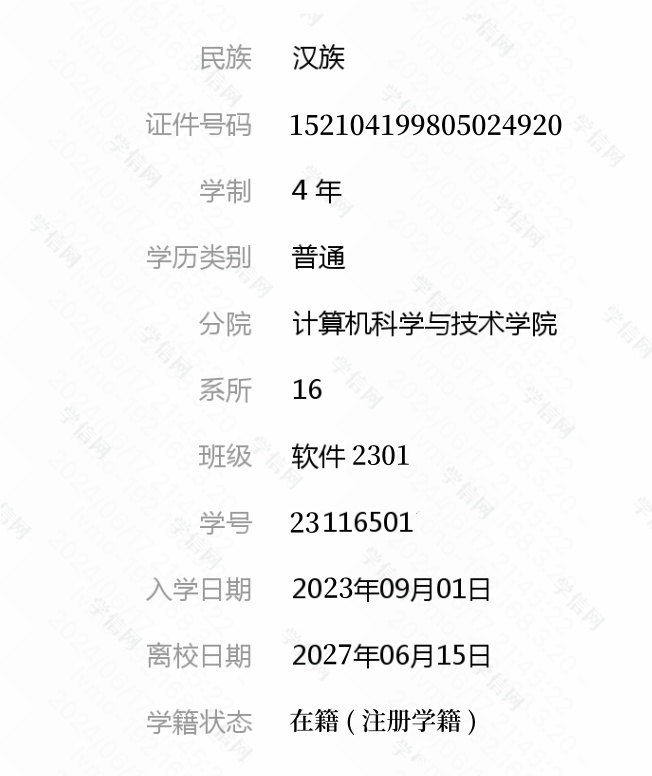 民族 汉族
证件号码 152104199805024920
学制 4 年
学历类别 普通
分院 计算机科学与技术学院
系所 16
班级 软件 2301
学号 23116501
入学日期 2023年09月01日
离校日期 2027年06月15日
学籍状态 在籍 ( 注册学籍 )
学信网